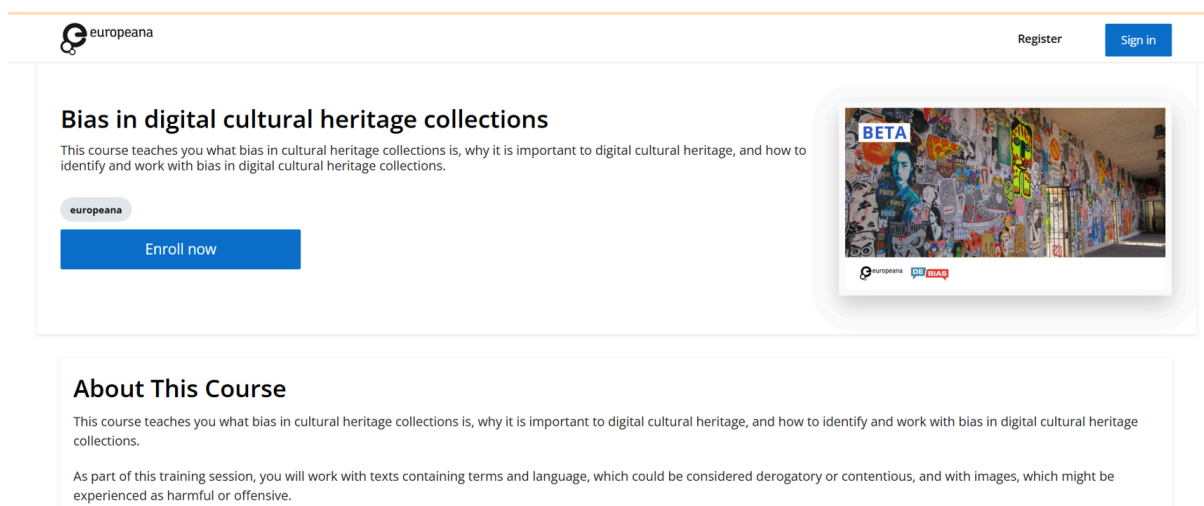 europeana
Register
Sign in
Bias in digital cultural heritage collections
This course teaches you what bias in cultural heritage collections is, why it is important to digital cultural heritage, and how to
identify and work with bias in digital cultural heritage collections.
europeana
Enroll now
BETA
europeana DE BIAS
About This Course
This course teaches you what bias in cultural heritage collections is, why it is important to digital cultural heritage, and how to identify and work with bias in digital cultural heritage
collections.
As part of this training session, you will work with texts containing terms and language, which could be considered derogatory or contentious, and with images, which might be
experienced as harmful or offensive.